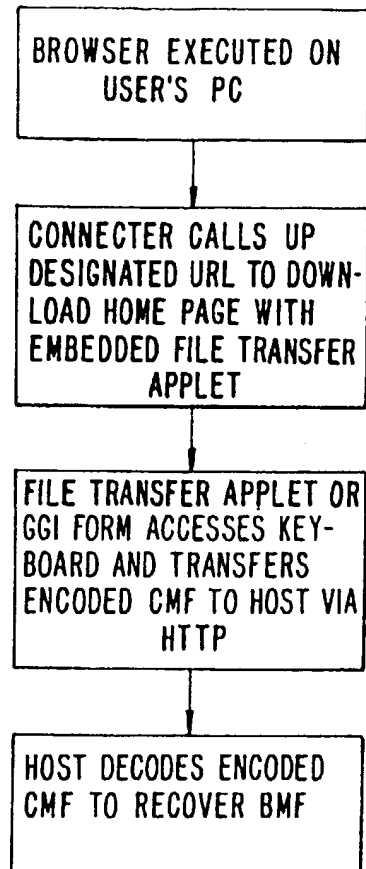 BROWSER EXECUTED ON
USER'S PC
CONNECTER CALLS UP
DESIGNATED URL TO DOWN-
LOAD HOME PAGE WITH
EMBEDDED FILE TRANSFER
APPLET
FILE TRANSFER APPLET OR
GGI FORM ACCESSES KEY-
BOARD AND TRANSFERS
ENCODED CMF TO HOST VIA
HTTP
HOST DECODES ENCODED
CMF TO RECOVER BMF